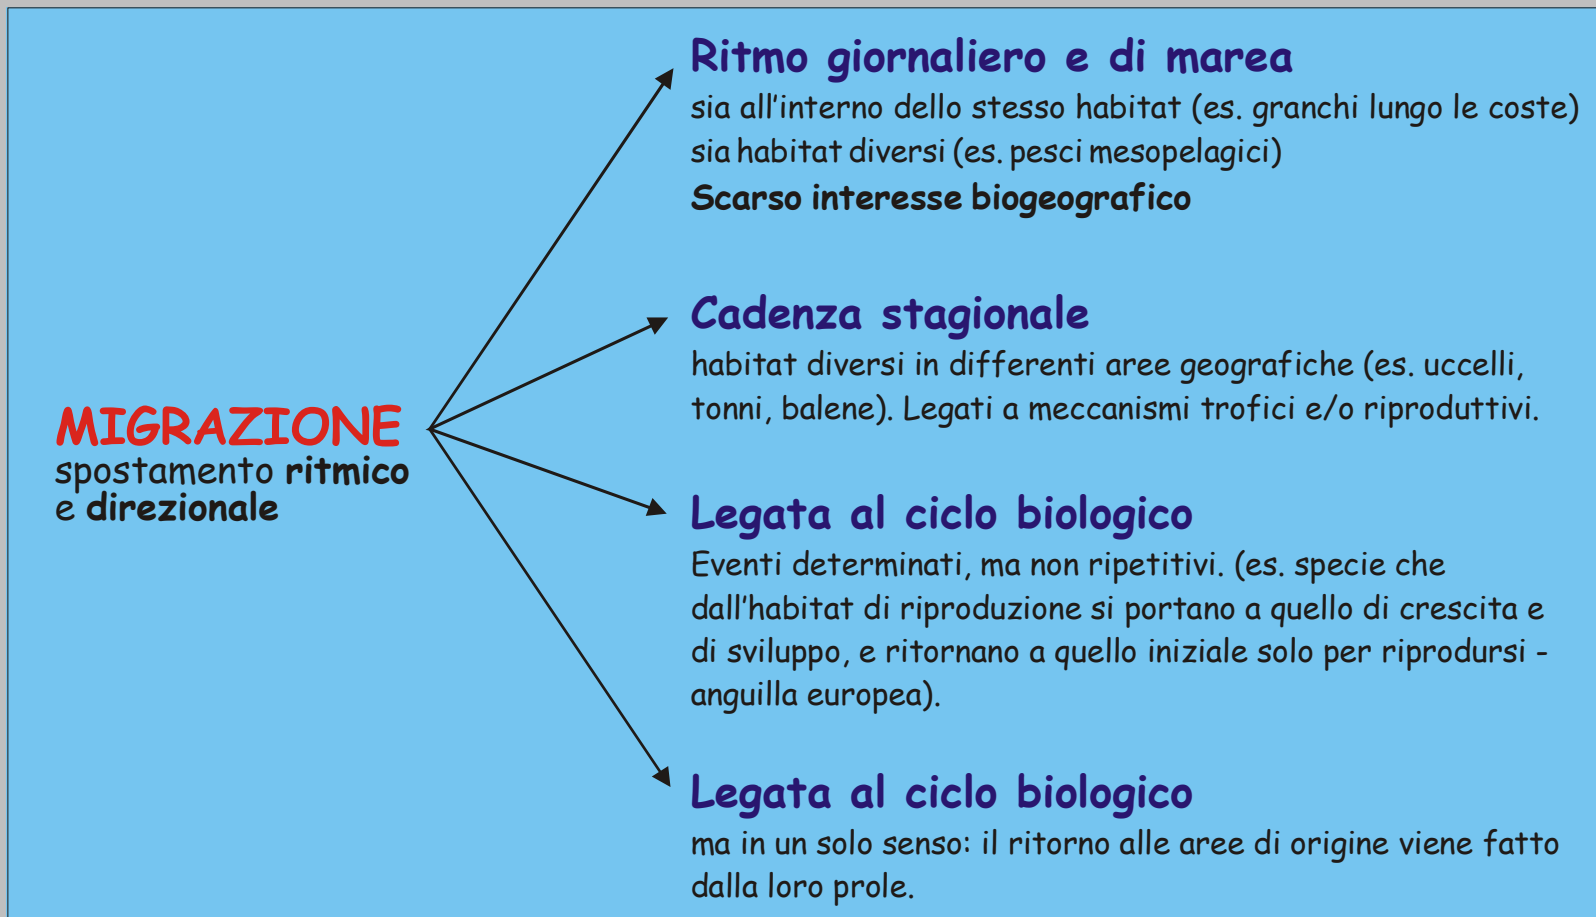 MIGRAZIONE
spostamento ritmico
e direzionale
Ritmo giornaliero e di marea
sia all'interno dello stesso habitat (es. granchi lungo le coste)
sia habitat diversi (es. pesci mesopelagici)
Scarso interesse biogeografico
Cadenza stagionale
habitat diversi in differenti aree geografiche (es. uccelli,
tonni, balene). Legati a meccanismi trofici e/o riproduttivi.
Legata al ciclo biologico
Eventi determinati, ma non ripetitivi. (es. specie che
dall'habitat di riproduzione si portano a quello di crescita e
di sviluppo, e ritornano a quello iniziale solo per riprodursi -
anguilla europea).
Legata al ciclo biologico
ma in un solo senso: il ritorno alle aree di origine viene fatto
dalla loro prole.